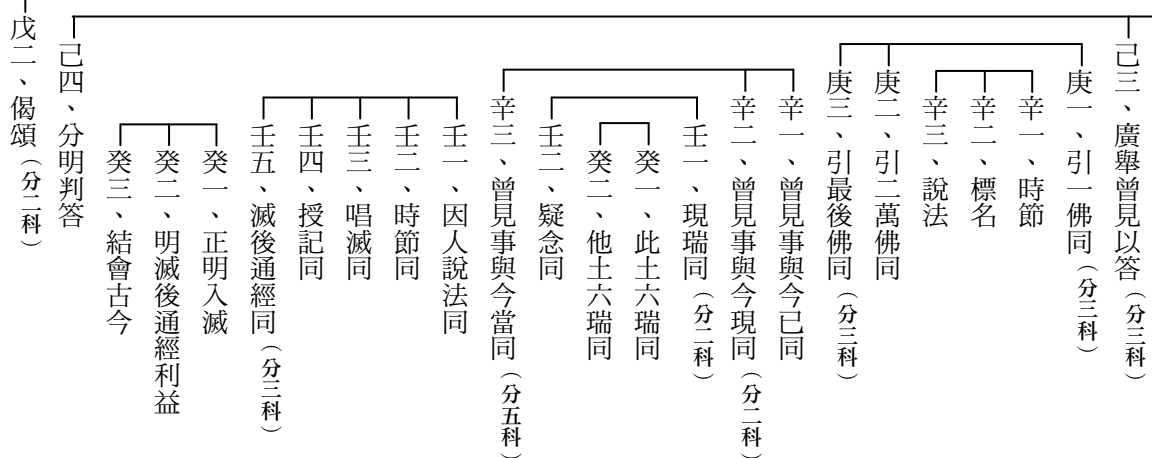 己三、廣舉曾見以答（分三科）
庚一、引一佛同（分三科）
辛一、時節
辛二、標名
辛三、說法
庚二、引二萬佛同
庚三、引最後佛同（分三科）
辛一、曾見事與今已同
辛二、曾見事與今現同（分二科）
壬一、現瑞同（分二科）
癸一、此土六瑞同
癸二、他土六瑞同
壬二、疑念同
辛三、曾見事與今當同（分五科）
壬一、因人說法同
壬二、時節同
壬三、唱滅同
壬四、授記同
壬五、滅後通經同（分三科）
癸一、正明入滅
癸二、明滅後通經利益
癸三、結會古今
己四、分明判答
戊二、偈頌（分二科）